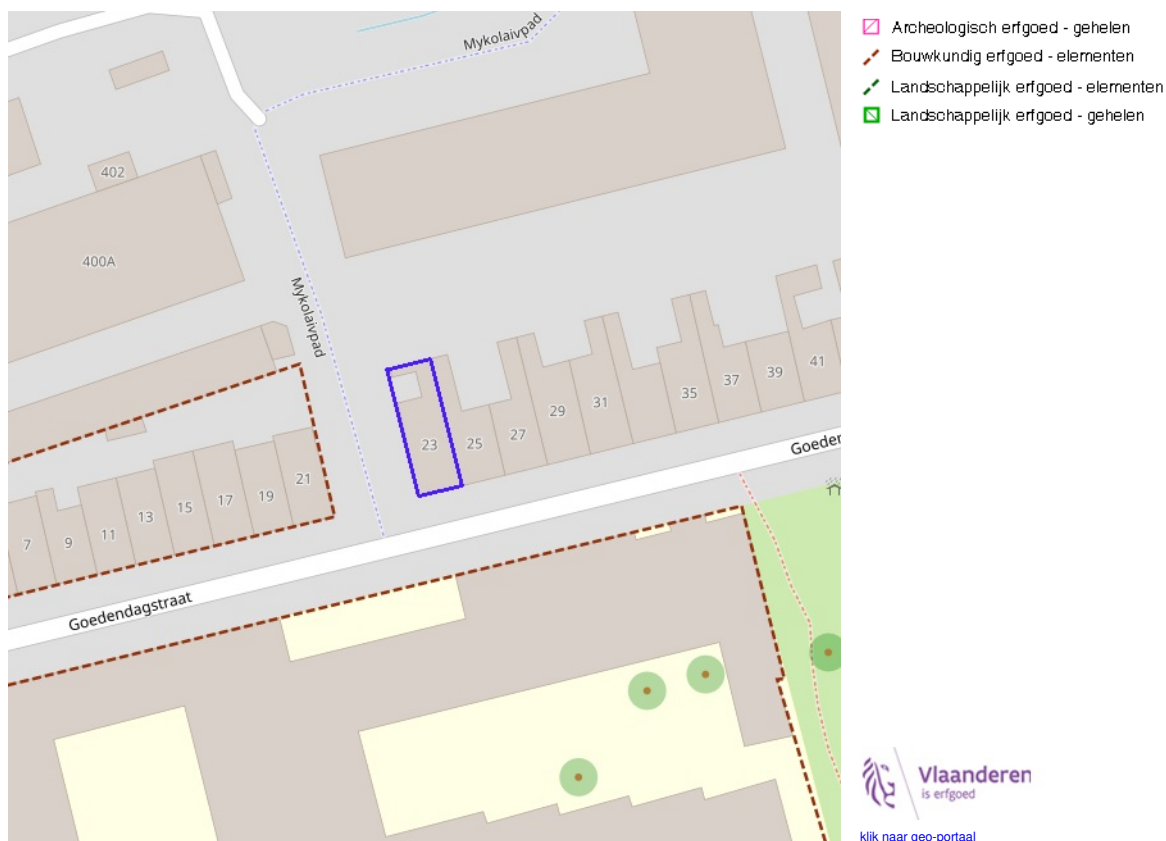 Mykolaivpad
402
400A
Mykolaivpad
23
25
27
29
31
35
37
39
41
7
9
11
13
15
17
19
21
Goedendagstraat
Archeologisch erfgoed - gehelen
Bouwkundig erfgoed - elementen
Landschappelijk erfgoed - elementen
Landschappelijk erfgoed - gehelen
Vlaanderen
is erfgoed
klik naar geo-portaal